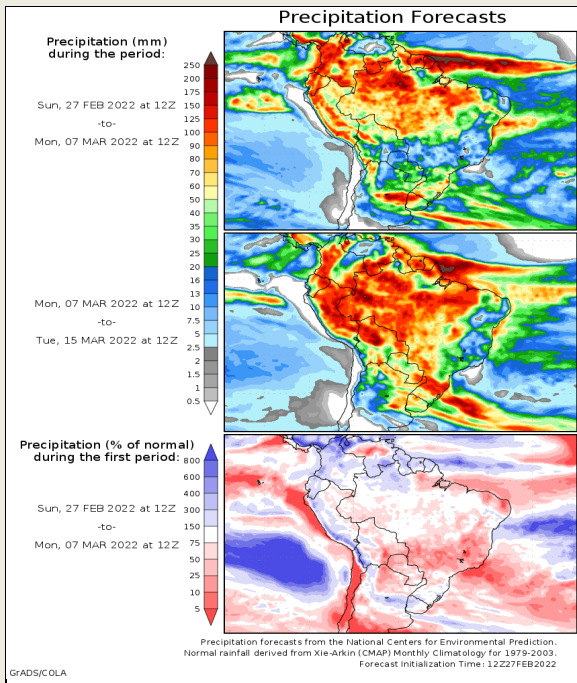 Precipitation Forecasts
Precipitation (mm)
during the period:
Sun, 27 FEB 2022 at 12Z
-to-
Mon, 07 MAR 2022 at 12Z
250
200
175
150
125
100
90
80
70
60
50
40
35
30
25
20
16
13
10
7.5
5
2.5
2
1.5
1
0.5
Mon, 07 MAR 2022 at 12Z
-to-
Tue, 15 MAR 2022 at 12Z
Precipitation (% of normal)
during the first period:
Sun, 27 FEB 2022 at 12Z
-to-
Mon, 07 MAR 2022 at 12Z
800
600
400
300
150
75
50
25
10
5
Precipitation forecasts from the National Centers for Environmental Prediction.
Normal rainfall derived from Xie-Arkin (CMAP) Monthly Climatology for 1979-2003.
Forecast Initialization Time: 12Z27FEB2022
GrADS/COLA